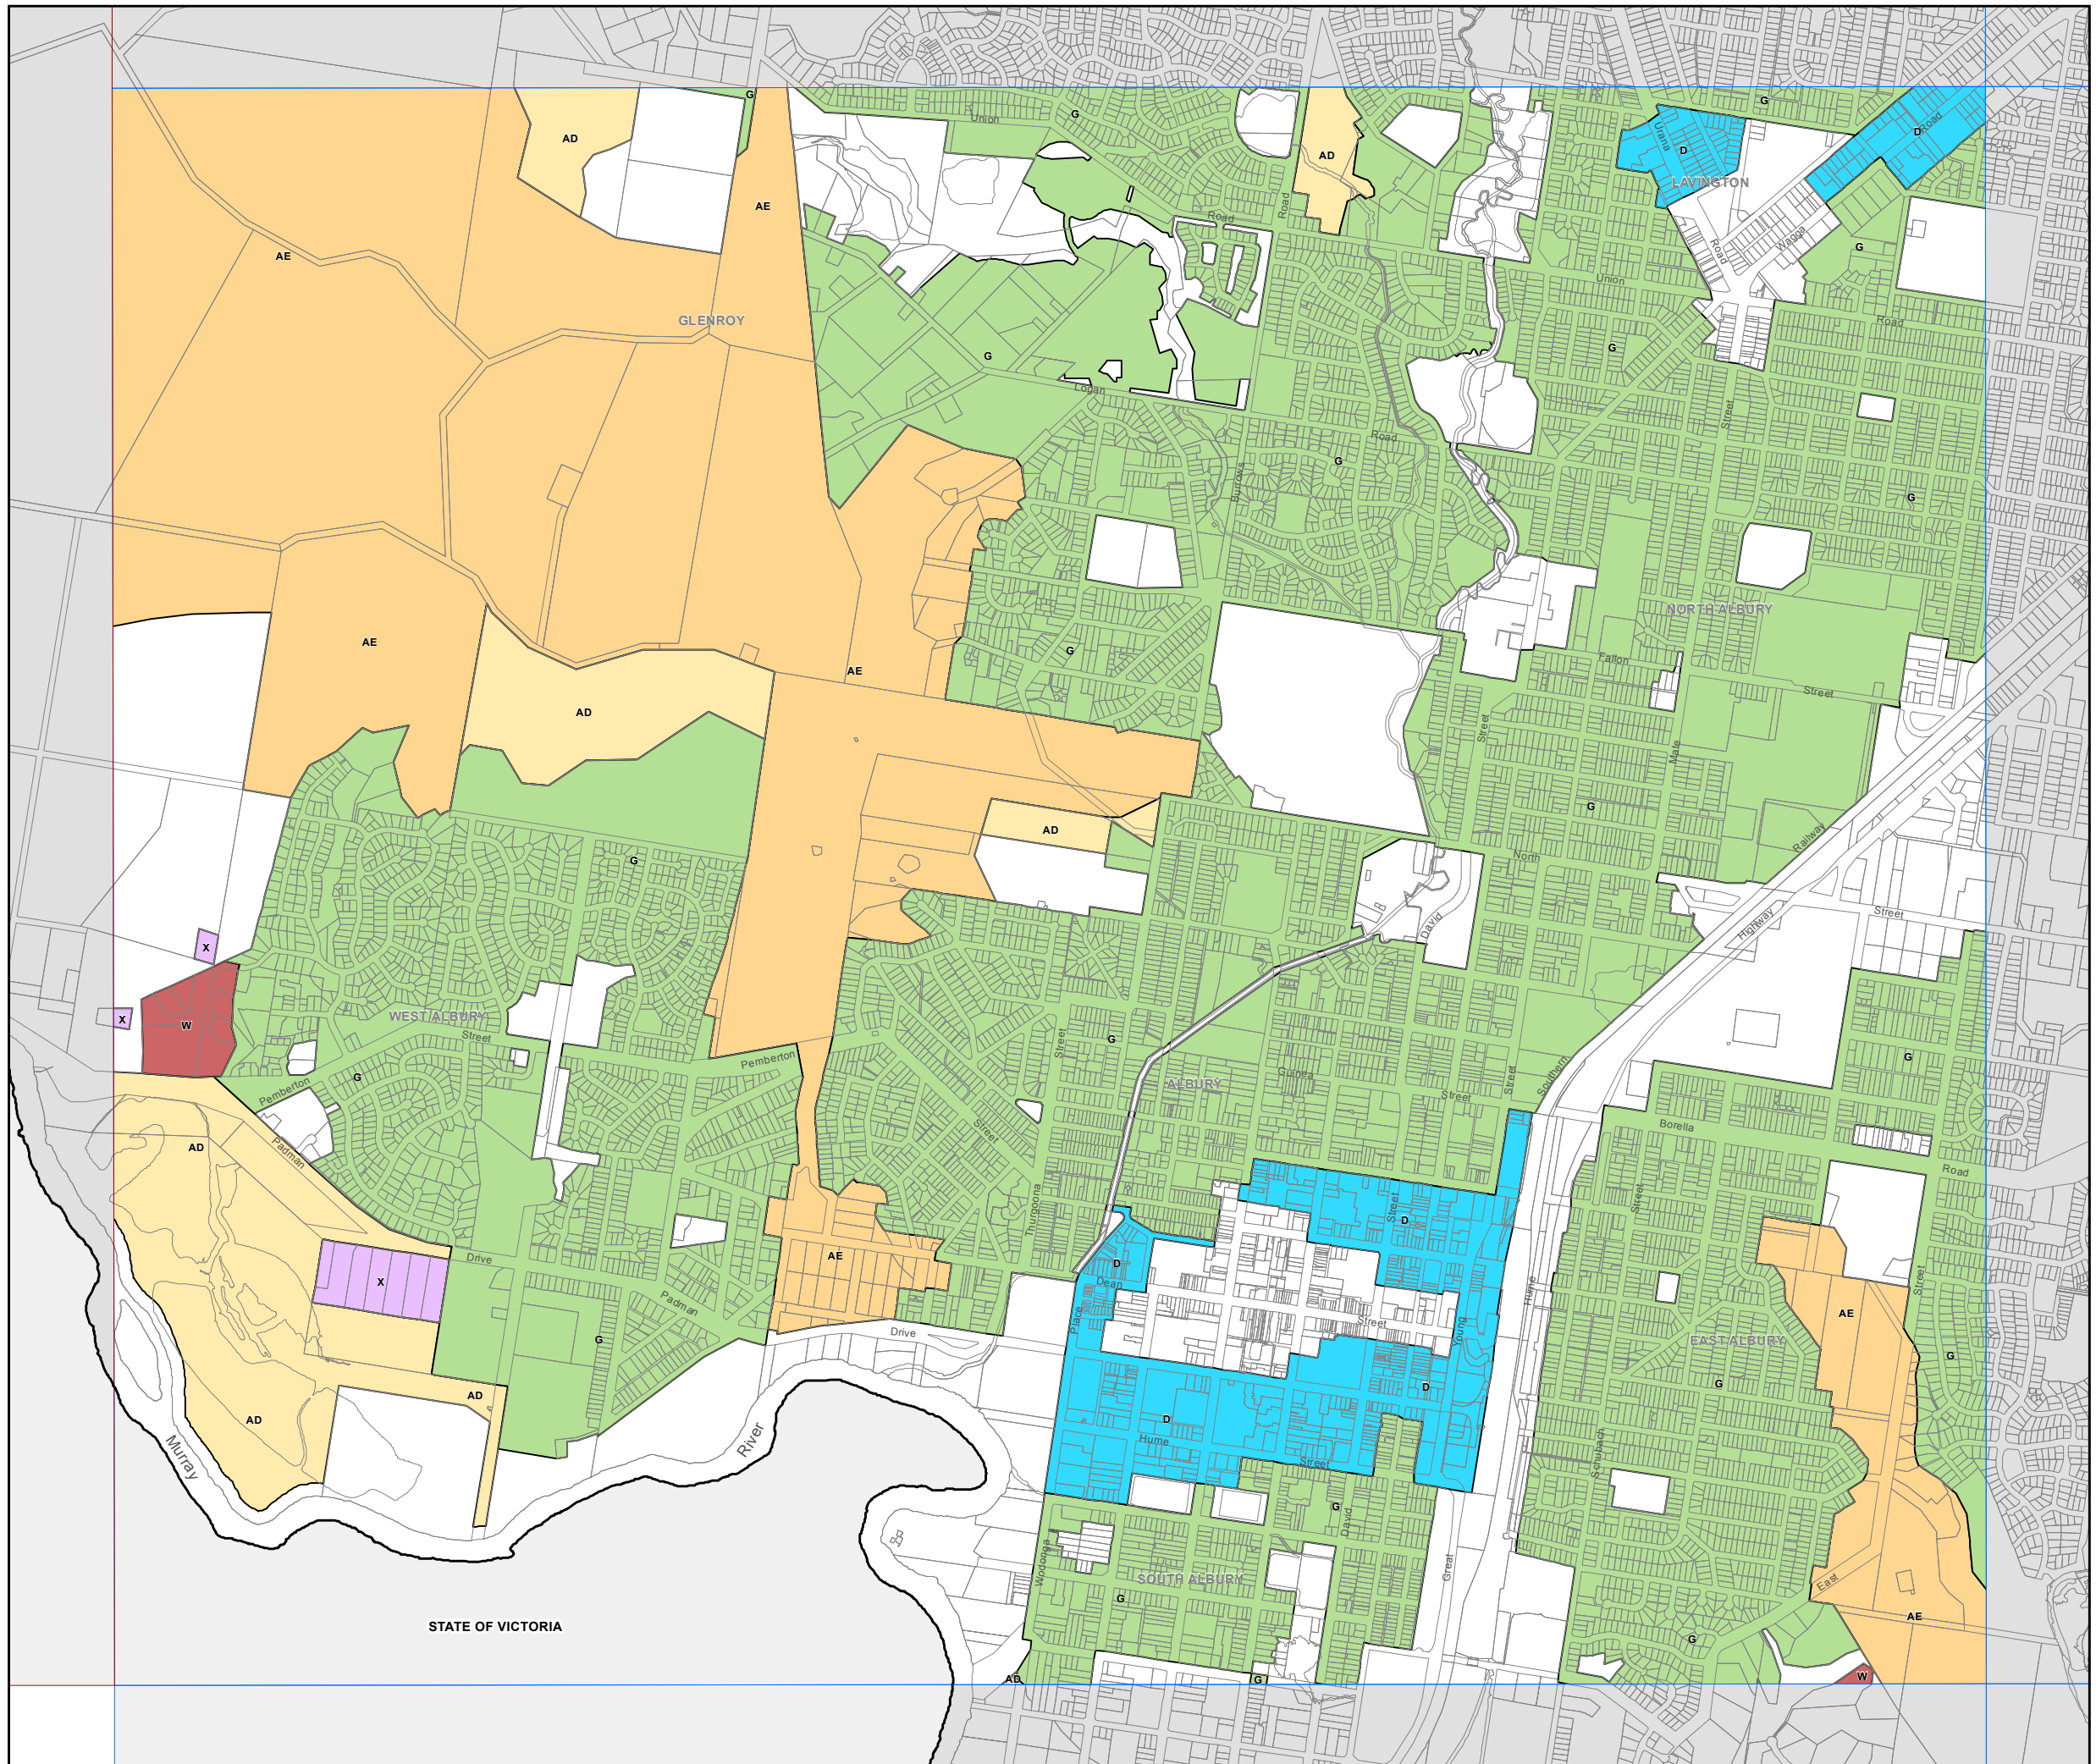 G
G
G
Union
AD
AD
D
Road
Urana
D
LAVINGTON
AE
Road
Road
AE
G
Wagga
Road
Union
GLENROY
Road
G
G
Logan
Street
Road
G
Burrows
G
NORTH ALBURY
AE
G
Fallon
AE
Street
AD
Street
Mate
G
AD
Railway
G
North
Street
David
Highway
X
WEST ALBURY
X
W
Street
Street
G
ALBURY
Pemberton
G
Guinea
Street
Street
Southern
G
Pemberton
Borella
Street
AD
Padman
Road
Thurgoona
Street
Street
D
AE
Drive
D
Dean
X
Hume
Street
AE
Padman
Place
Street
Young
EAST ALBURY
Drive
G
G
G
AD
D
AD
D
Hume
Street
Murray
River
Schubach
G
David
Wodonga
Great
SOUTH ALBURY
East
G
AE
STATE OF VICTORIA
G
W
AD
G